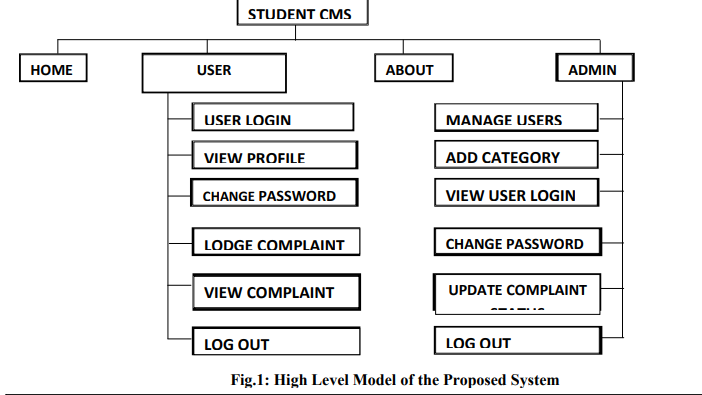 STUDENT CMS
HOME
USER
ABOUT
ADMIN
USER LOGIN
VIEW PROFILE
CHANGE PASSWORD
LODGE COMPLAINT
VIEW COMPLAINT
LOG OUT
MANAGE USERS
ADD CATEGORY
VIEW USER LOGIN
CHANGE PASSWORD
UPDATE COMPLAINT
STATUS
LOG OUT
Fig.1: High Level Model of the Proposed System